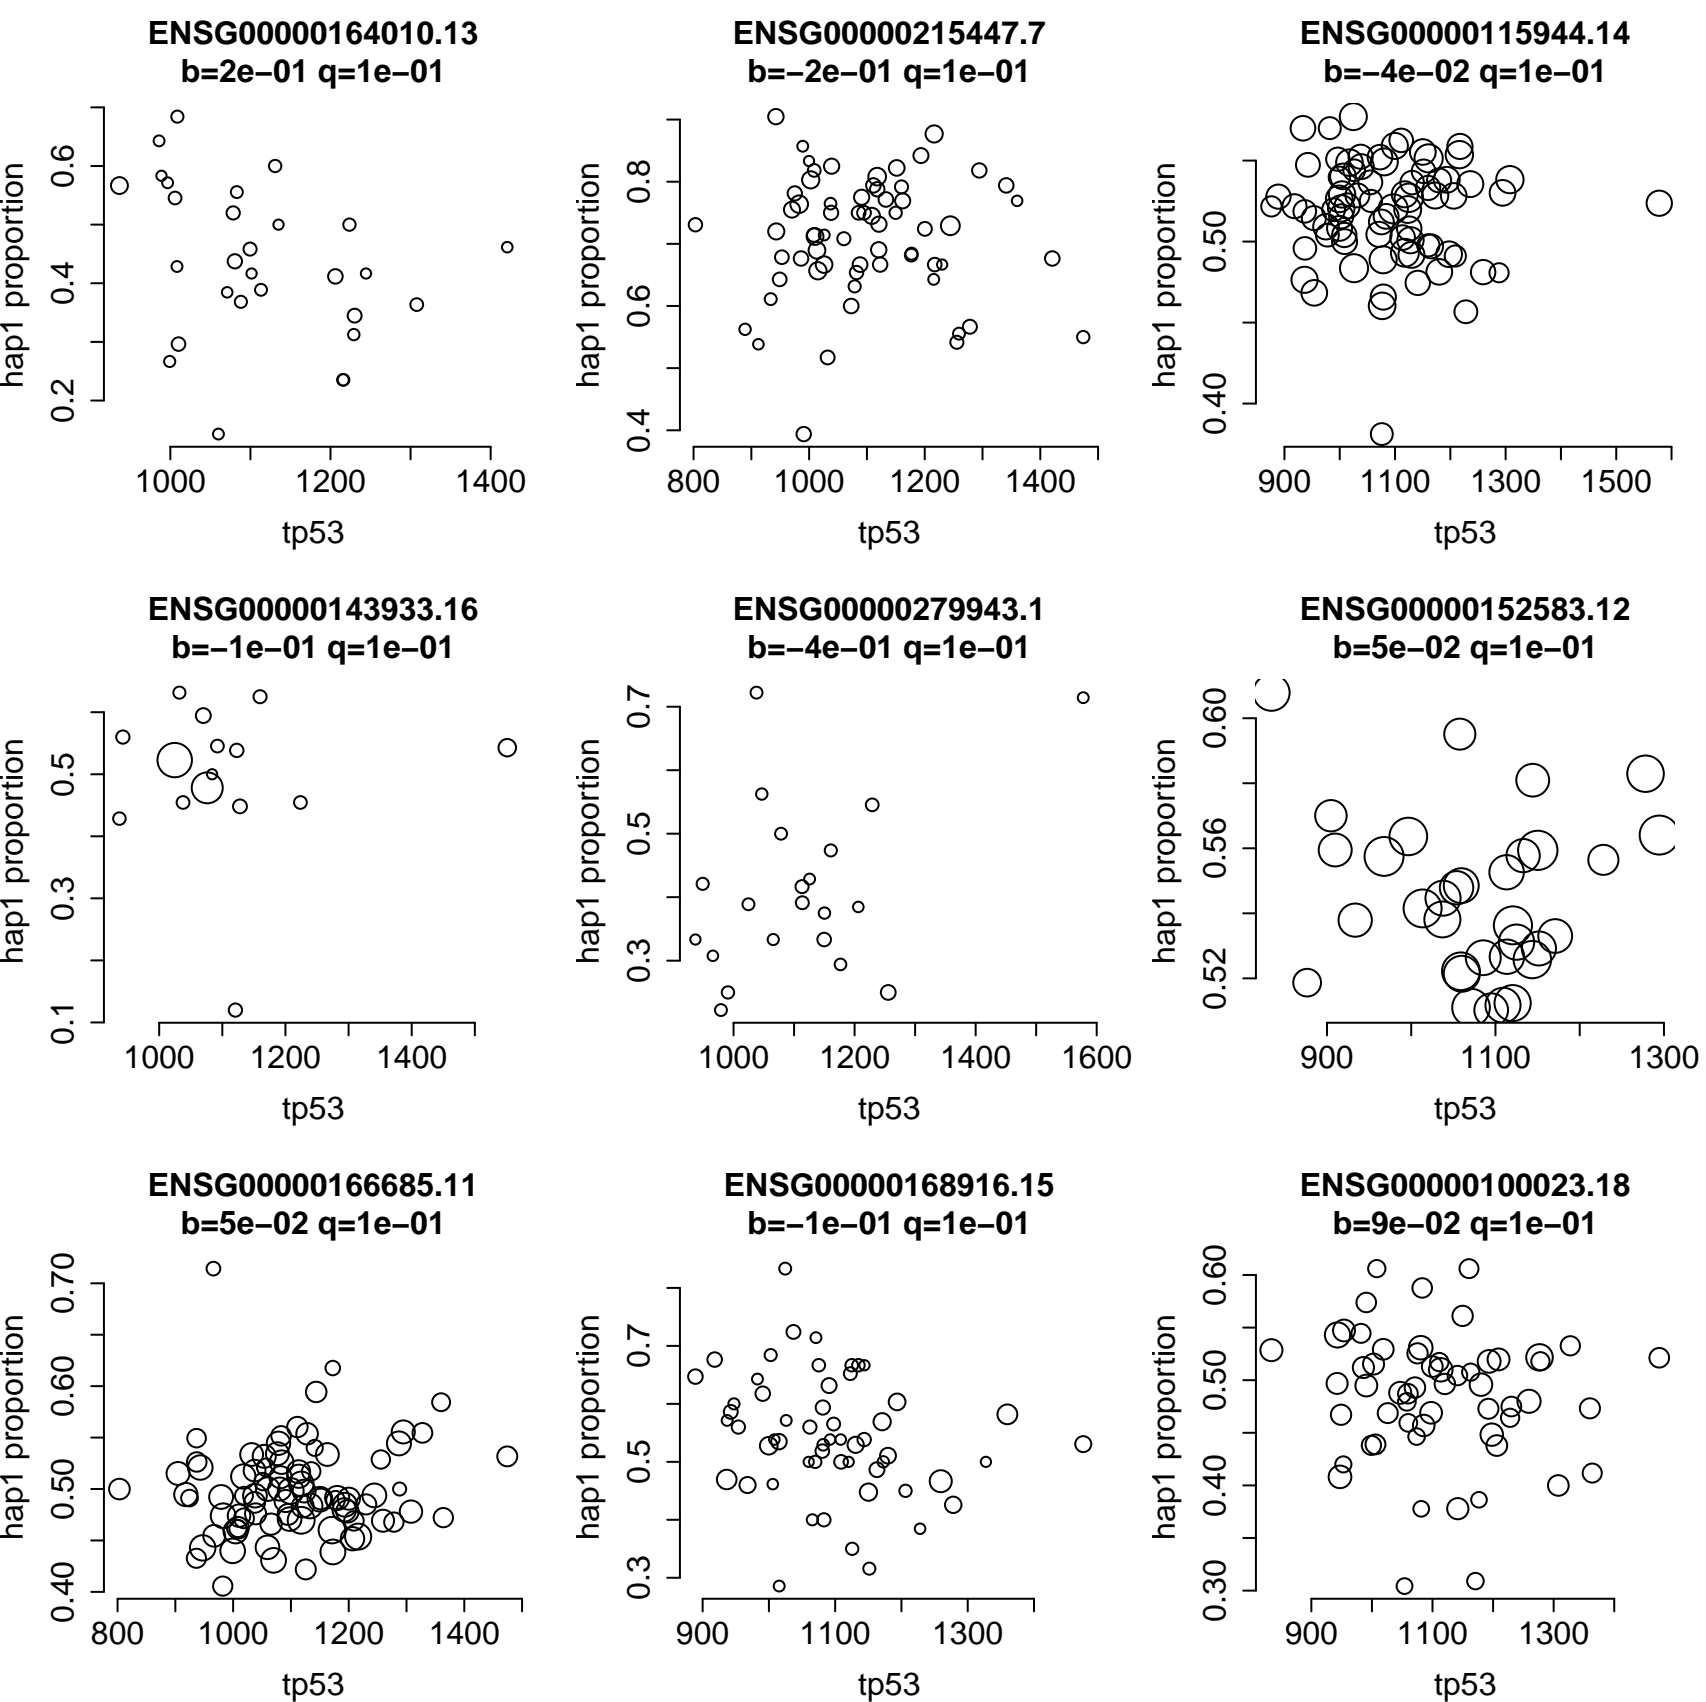 ENSG00000164010.13
b=2e−01 q=1e−01
hap1 proportion
0.2 0.4 0.6
1000 1200 1400
tp53
ENSG00000215447.7
b=−2e−01 q=1e−01
hap1 proportion
0.4 0.6 0.8
800 1000 1200 1400
tp53
ENSG00000115944.14
b=−4e−02 q=1e−01
hap1 proportion
0.40 0.50
900 1100 1300 1500
tp53
ENSG00000143933.16
b=−1e−01 q=1e−01
hap1 proportion
0.1 0.3 0.5
1000 1200 1400
tp53
ENSG00000279943.1
b=−4e−01 q=1e−01
hap1 proportion
0.3 0.5 0.7
1000 1200 1400 1600
tp53
ENSG00000152583.12
b=5e−02 q=1e−01
hap1 proportion
0.52 0.56 0.60
900 1100 1300
tp53
ENSG00000166685.11
b=5e−02 q=1e−01
hap1 proportion
0.40 0.50 0.60 0.70
800 1000 1200 1400
tp53
ENSG00000168916.15
b=−1e−01 q=1e−01
hap1 proportion
0.3 0.5 0.7
900 1100 1300
tp53
ENSG00000100023.18
b=9e−02 q=1e−01
hap1 proportion
0.30 0.40 0.50 0.60
900 1100 1300
tp53